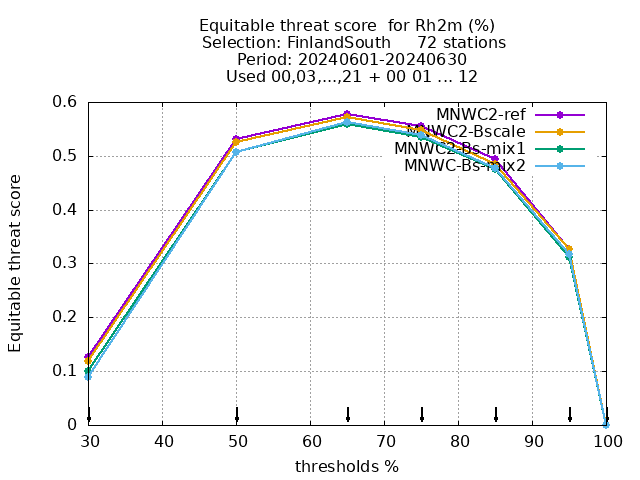 Equitable threat score  for Rh2m (%)
Selection: FinlandSouth     72 stations
Period: 20240601-20240630
Used 00,03,...,21 + 00 01 ... 12
MNWC2-ref
MNWC2-Bscale
MNWC2-Bs-mix1
MNWC-Bs-mix2
Equitable threat score
0.6
0.5
0.4
0.3
0.2
0.1
0
30 40 50 60 70 80 90 100
thresholds %